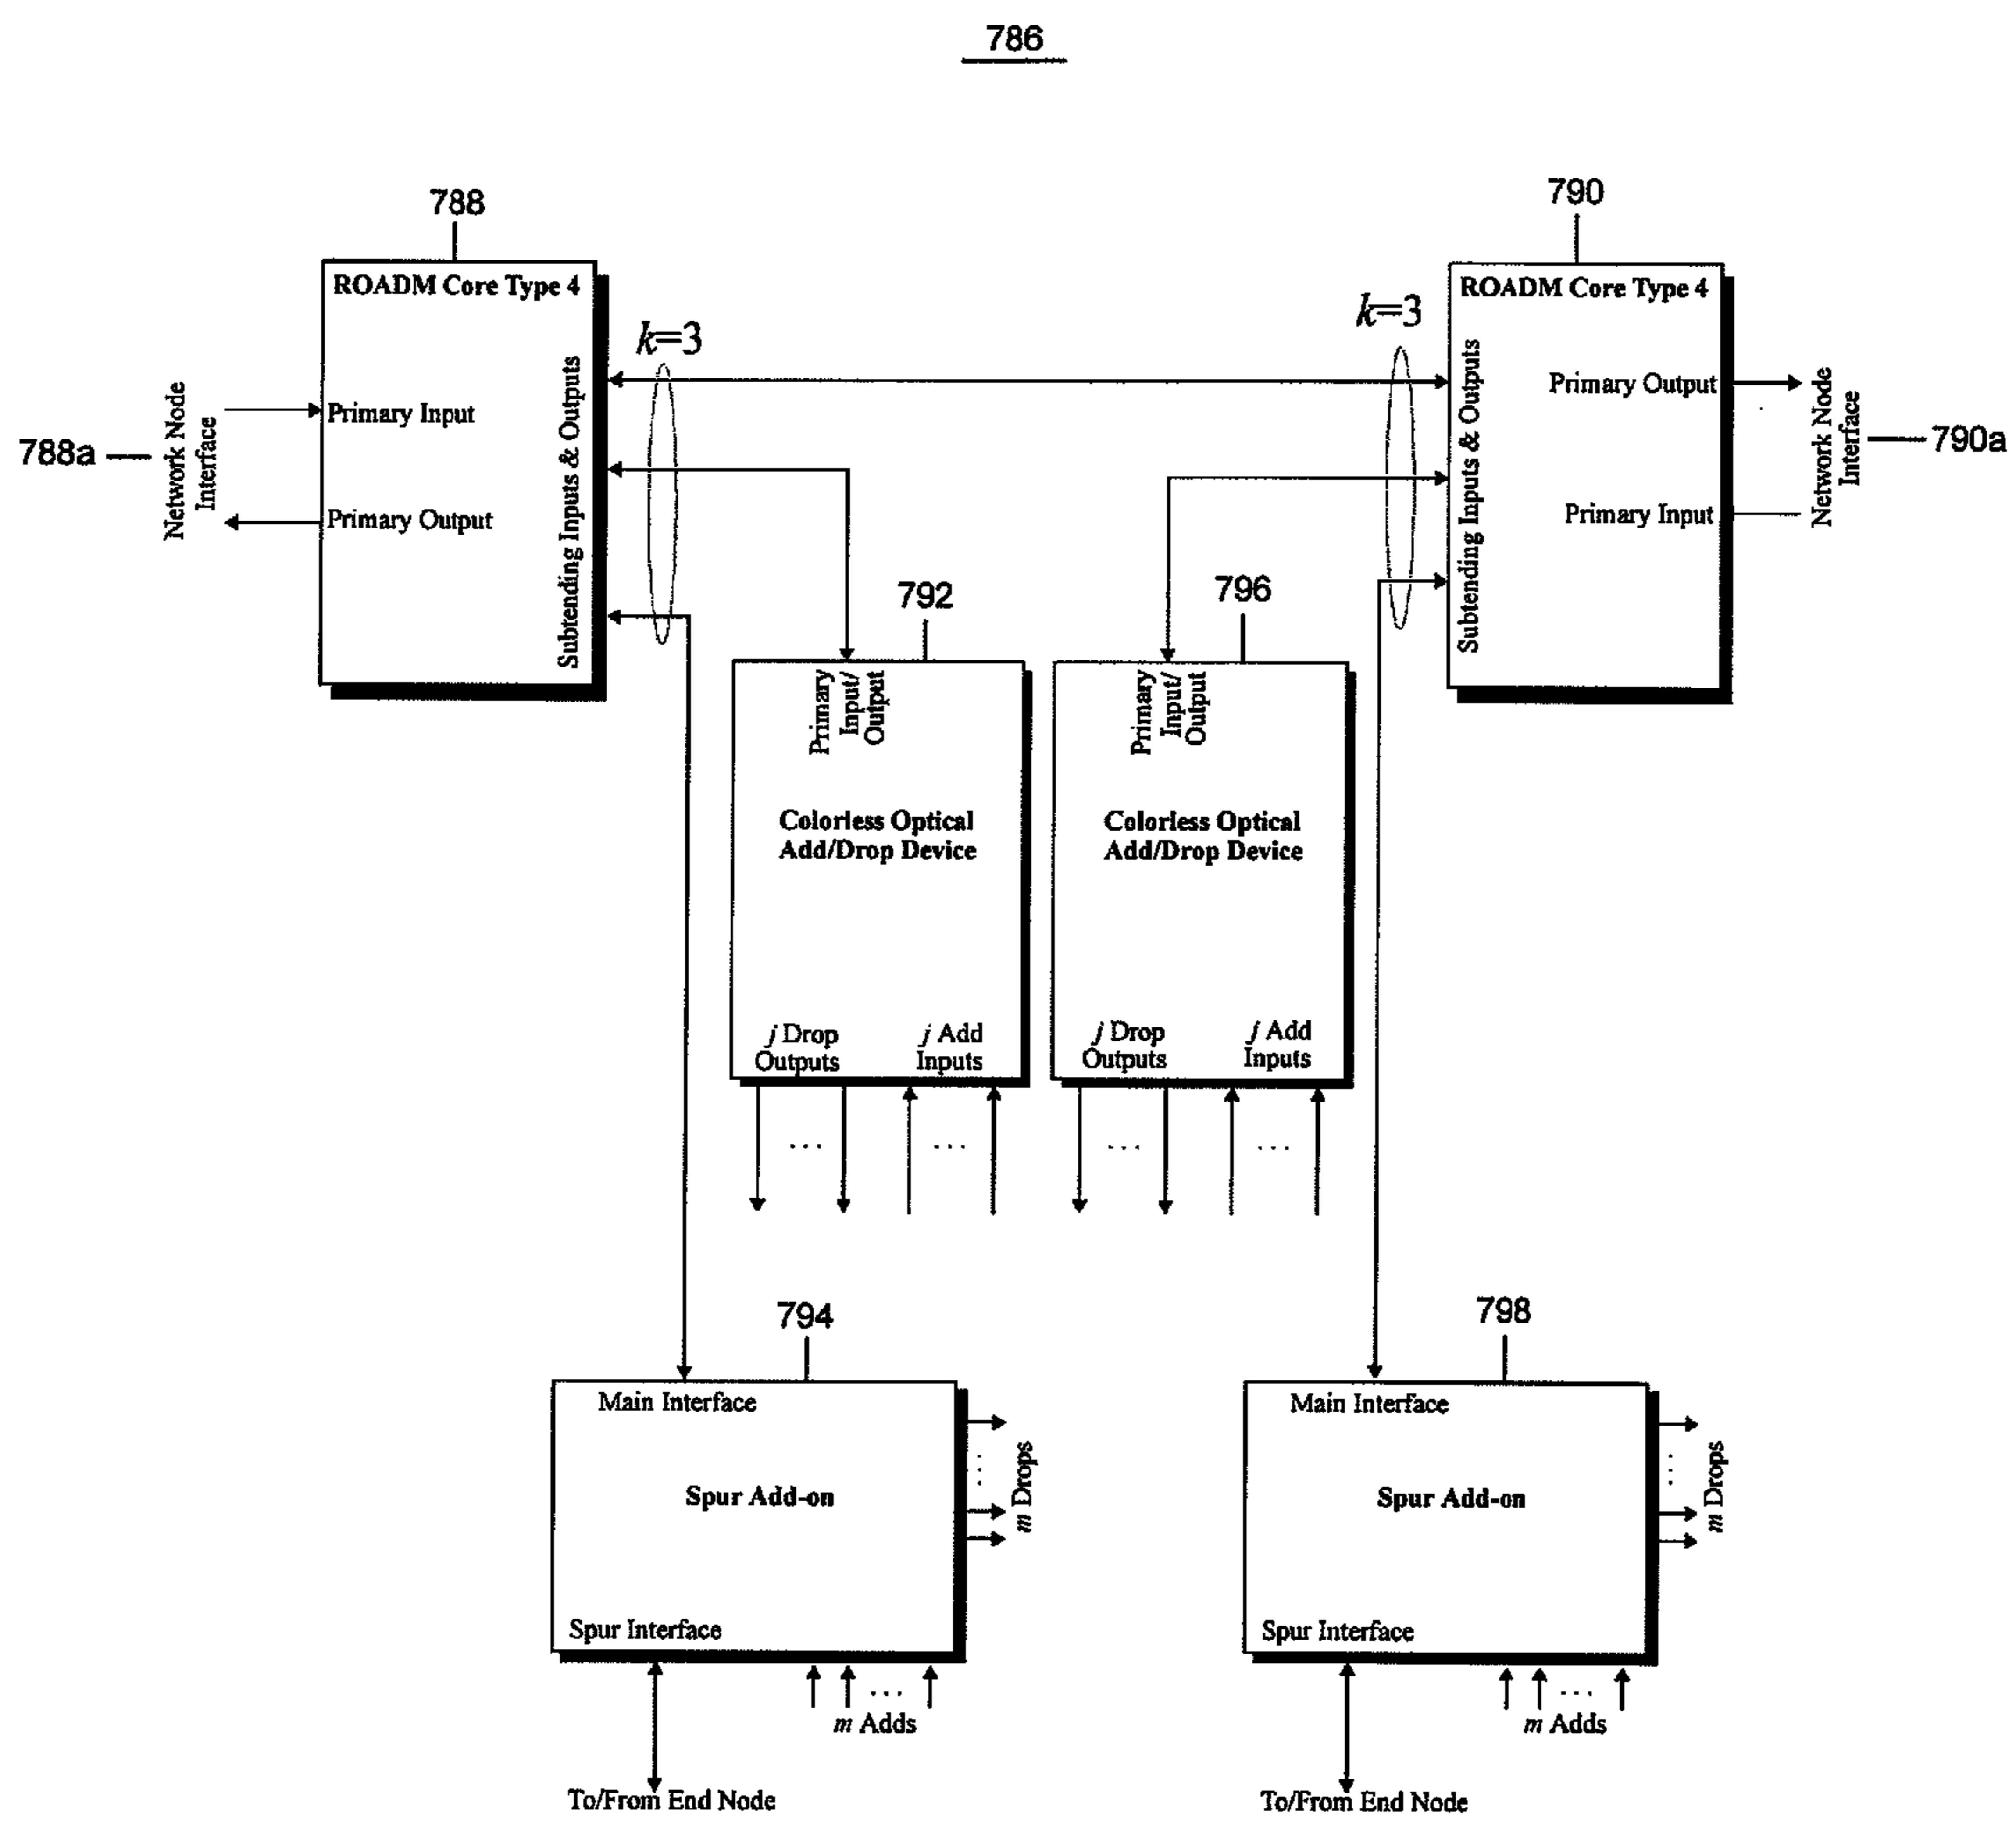 786
788
790
ROADM Core Type 4
ROADM Core Type 4
k=3
k=3
Primary Input
Primary Output
Subtending Inputs & Outputs
Subtending Inputs & Outputs
Primary Output
Primary Input
788a
Network Node
Interface
Network Node
Interface
790a
792
796
Primary
Input/
Output
Primary
Input/
Output
Colorless Optical
Add/Drop Device
Colorless Optical
Add/Drop Device
j Drop
Outputs
j Add
Inputs
j Drop
Outputs
j Add
Inputs
...
...
...
...
794
798
Main Interface
Main Interface
Spur Add-on
Spur Add-on
...
m Drops
...
m Drops
Spur Interface
Spur Interface
...
m Adds
...
m Adds
To/From End Node
To/From End Node